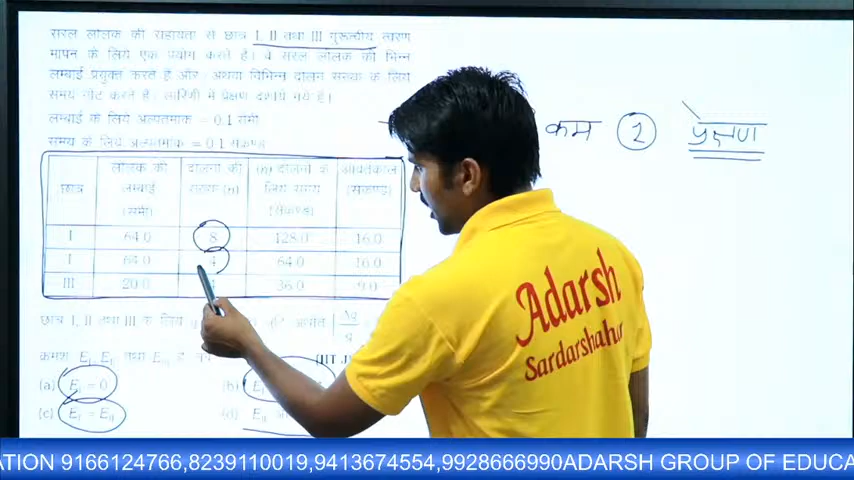 सरल लोलक की सहायता से छात्र I, II तथा III गुरुत्वीय त्वरण
मापन के लिये एक प्रयोग करते है। वे सरल लोलक की भिन्न
लम्बाई प्रयुक्त करते है और अथवा विभिन्न दोलन संख्या के लिये
समय नोट करते है। सारिणी में प्रेक्षण दर्शाये गये है।
लम्बाई के लिये अल्पतमांक = 0.1 सेमी
समय के लिये अल्पतमांक = 0.1 सेकण्ड
छात्र लोलक की लम्बाई (सेमी) दोलनों की संख्या (n) (n) दोलनों के लिये समय (सेकण्ड) आवर्तकाल (सेकण्ड)
I 64.0 8 128.0 16.0
I 64.0 4 64.0 16.0
III 20.0 36.0 9.0
छात्र I, II तथा III के लिये
क्रमश E
(a) E = 0
(b) E
(c) E = E
(d) E
कम 2 प्रेक्षण
Adarsh
Sardarshahar
ATION 9166124766,8239110019,9413674554,9928666990ADARSH GROUP OF EDUCA